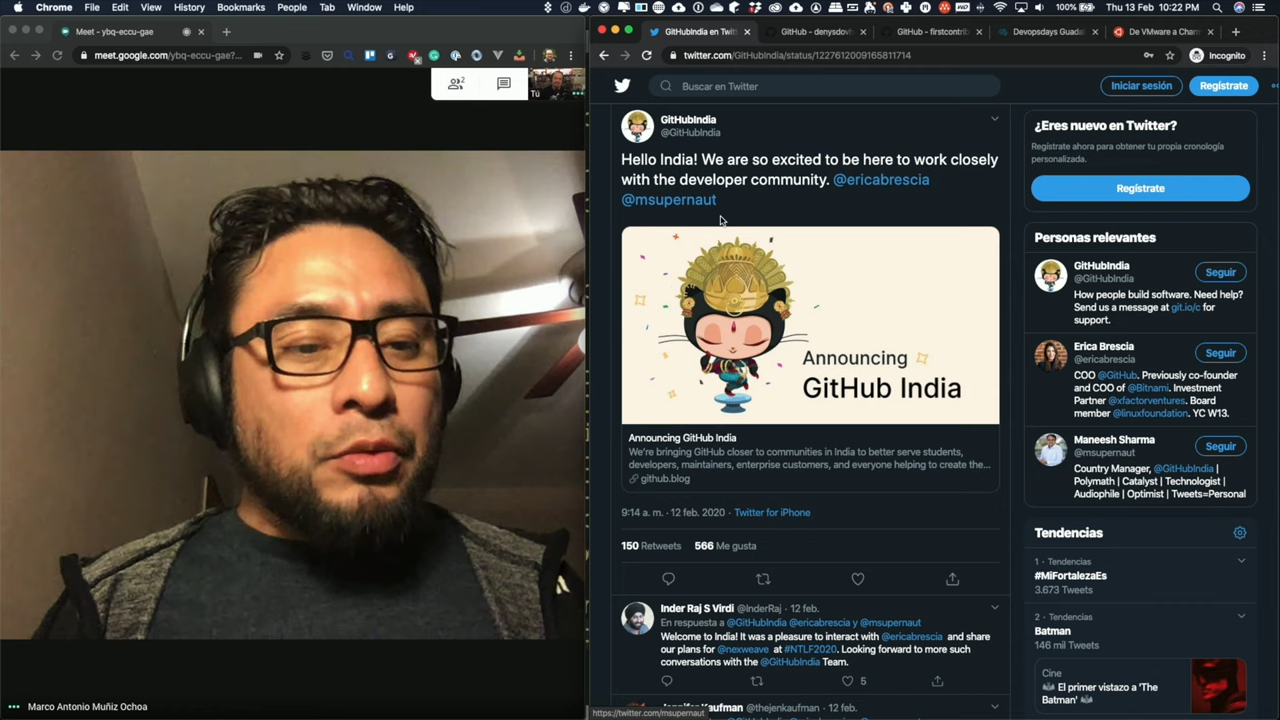 Chrome File Edit View History Bookmarks People Tab Window Help
100% Thu 13 Feb 10:22 PM
Meet - ybq-eccu-gae
meet.google.com/ybq-eccu-gae?...
2
Tú
Marco Antonio Muñiz Ochoa
GitHubIndia en Twi
GitHub - denysdovh
GitHub - firstcontrib
Devopsdays Guadal
De VMware a Charm
twitter.com/GitHubIndia/status/1227612009165811714
Incognito
Buscar en Twitter
Iniciar sesión
Regístrate
GitHubIndia
@GitHubIndia
Hello India! We are so excited to be here to work closely
with the developer community. @ericabrescia
@msupernaut
Announcing
GitHub India
Announcing GitHub India
We're bringing GitHub closer to communities in India to better serve students,
developers, maintainers, enterprise customers, and everyone helping to create the...
github.blog
9:14 a. m. · 12 feb. 2020 · Twitter for iPhone
150 Retweets 566 Me gusta
Inder Raj S Virdi @InderRaj · 12 feb.
En respuesta a @GitHubIndia @ericabrescia y @msupernaut
Welcome to India! It was a pleasure to interact with @ericabrescia and share
our plans for @nexweave at #NTLF2020. Looking forward to more such
conversations with the @GitHubIndia Team.
5
Kaufman @thejenkaufman · 12 feb.
https://twitter.com/msupernaut
¿Eres nuevo en Twitter?
Regístrate ahora para obtener tu propia cronología
personalizada.
Regístrate
Personas relevantes
GitHubIndia
@GitHubIndia
Seguir
How people build software. Need help?
Send us a message at git.io/c for
support.
Erica Brescia
@ericabrescia
Seguir
COO @GitHub. Previously co-founder
and COO of @Bitnami. Investment
Partner @xfactorventures. Board
member @linuxfoundation. YC W13.
Maneesh Sharma
@msupernaut
Seguir
Country Manager, @GitHubIndia |
Polymath | Catalyst | Technologist |
Audiophile | Optimist | Tweets=Personal
Tendencias
1 · Tendencias
#MiFortalezaEs
3.673 Tweets
2 · Tendencias
Batman
146 mil Tweets
Cine
El primer vistazo a 'The
Batman'